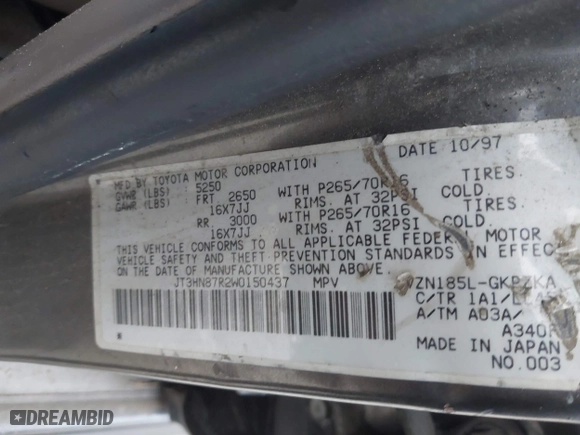 MFD BY TOYOTA MOTOR CORPORATION DATE 10/97
GVWR (LBS) 5250
GAWR (LBS) FRT 2650 WITH P265/70R16 TIRES.
16X7JJ RIMS. AT 32PSI COLD.
RR 3000 WITH P265/70R16 TIRES
16X7JJ RIMS. AT 32PSI COLD.
THIS VEHICLE CONFORMS TO ALL APPLICABLE FEDERAL MOTOR
VEHICLE SAFETY AND THEFT-PREVENTION STANDARDS IN EFFEC
ON THE DATE OF MANUFACTURE SHOWN ABOVE.
JT3HN87R2W0150437 MPV VZN185L-GKPZKA
C/TR 1A1/
A/TM A03A/
A340F
MADE IN JAPAN
NO.003
DREAMBID